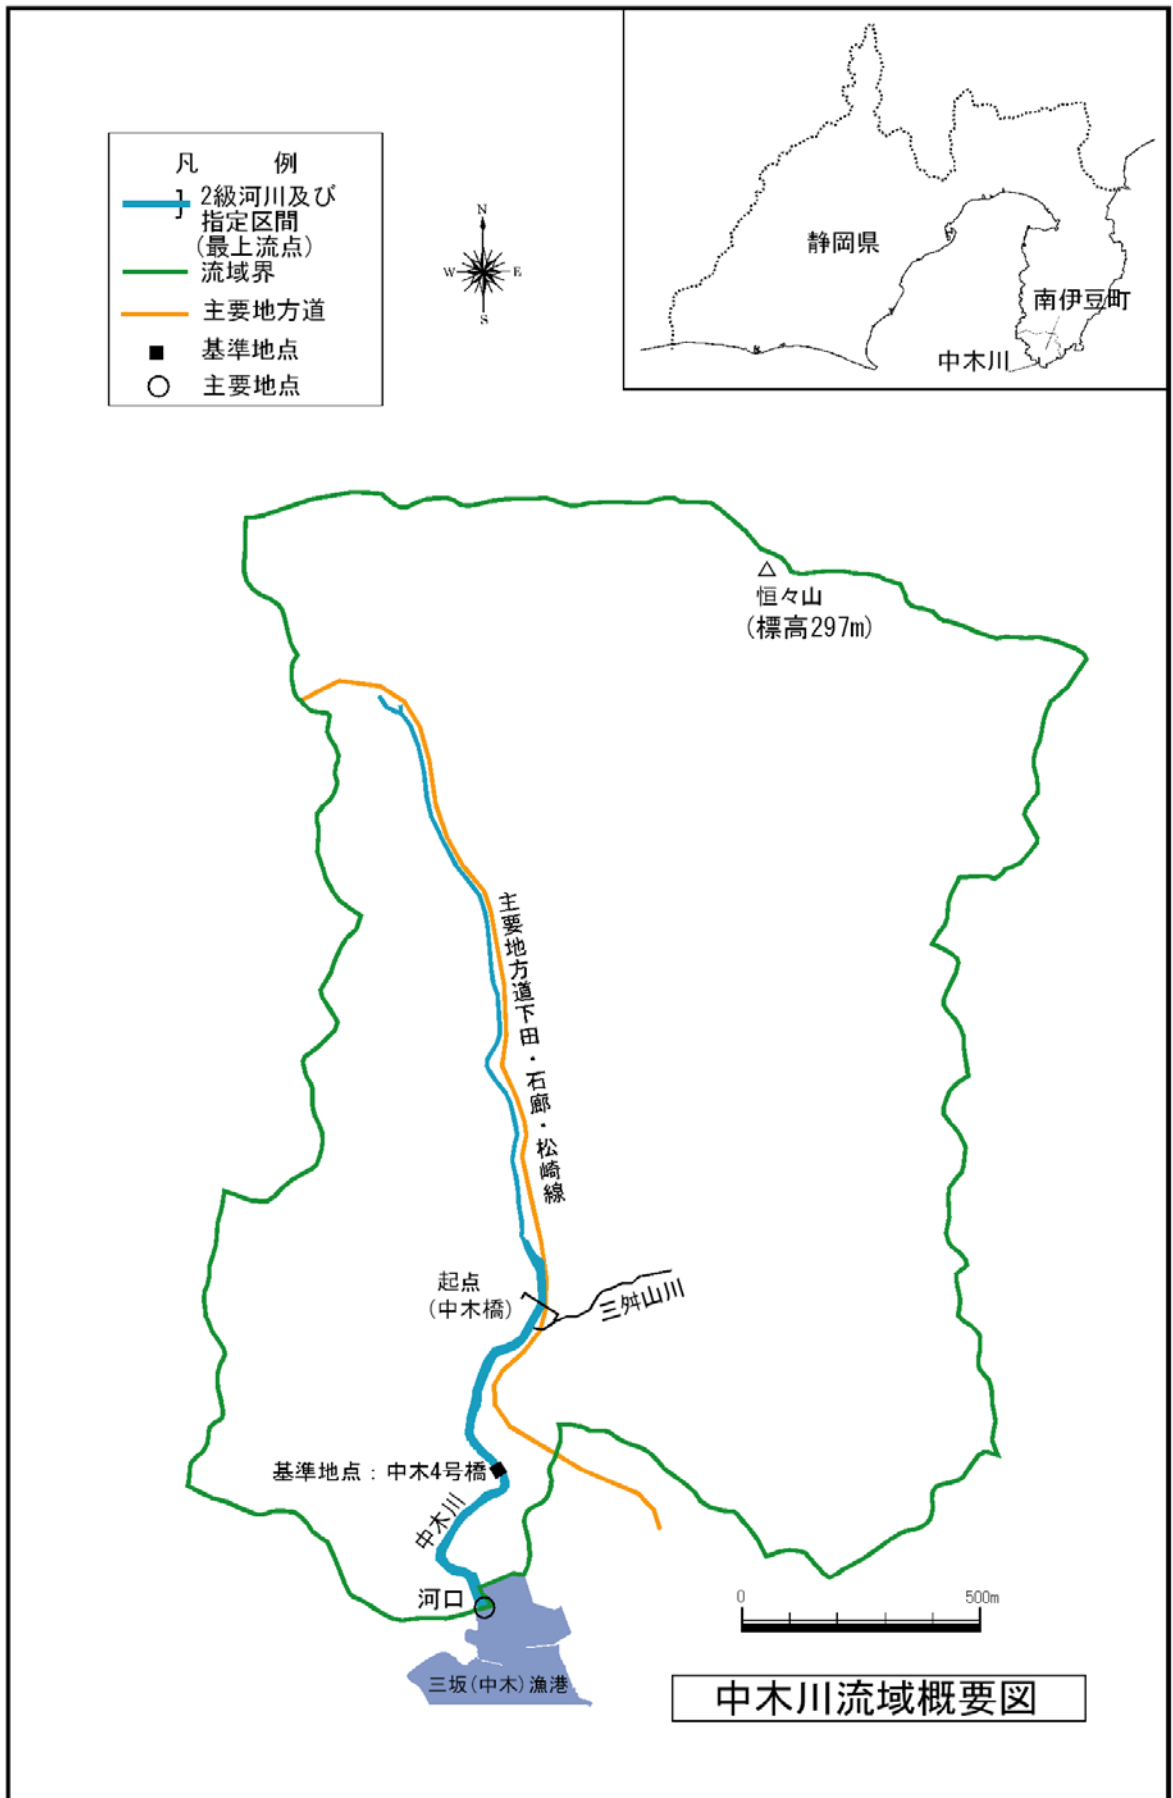 凡 例
2級河川及び
指定区間
(最上流点)
流域界
主要地方道
基準地点
主要地点
N
W
E
S
静岡県
南伊豆町
中木川
恒々山
(標高297m)
主要地方道下田・石廊・松崎線
起点
(中木橋)
三舛山川
基準地点：中木4号橋
中木川
河口
三坂(中木)漁港
0 500m
中木川流域概要図